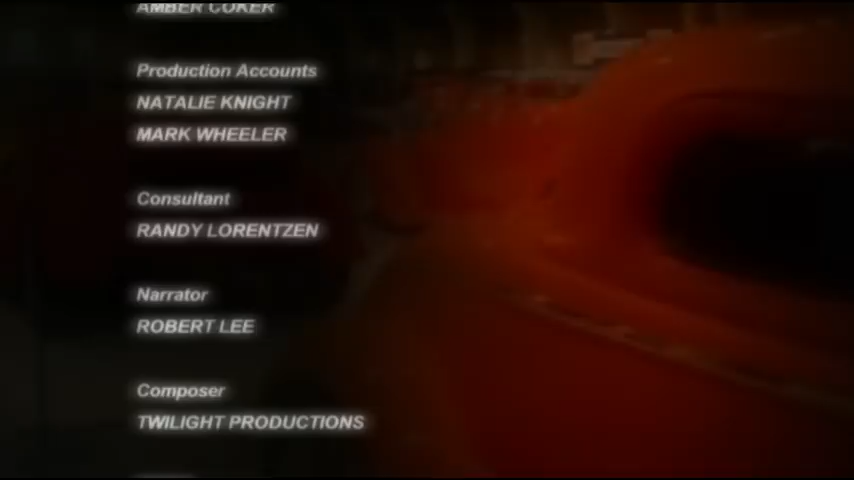 AMBER COKER
Production Accounts
NATALIE KNIGHT
MARK WHEELER
Consultant
RANDY LORENTZEN
Narrator
ROBERT LEE
Composer
TWILIGHT PRODUCTIONS